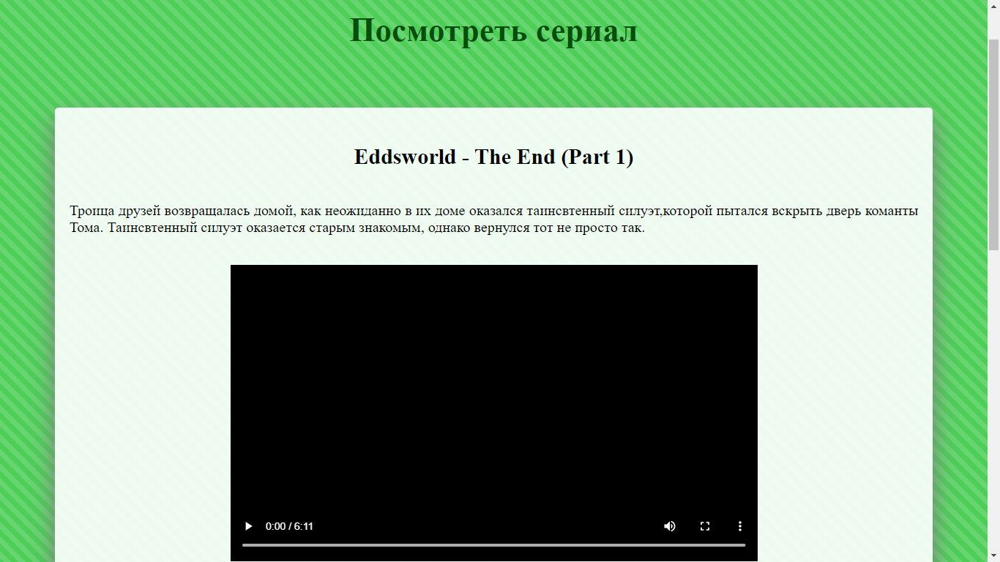 Посмотреть сериал
Eddsworld - The End (Part 1)
Троица друзей возвращалась домой, как неожиданно в их доме оказался таинсвтенный силуэт,которой пытался вскрыть дверь команты
Тома. Таинсвтенный силуэт оказается старым знакомым, однако вернулся тот не просто так.
0:00 / 6:11